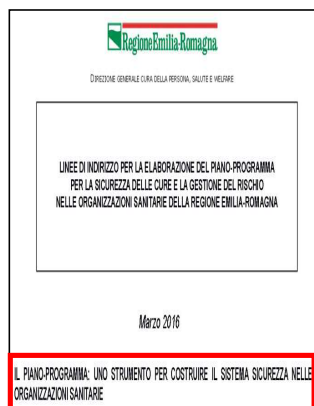 RegioneEmilia-Romagna
DIREZIONE GENERALE CURA DELLA PERSONA, SALUTE E WELFARE
LINEE DI INDIRIZZO PER LA ELABORAZIONE DEL PIANO-PROGRAMMA
PER LA SICUREZZA DELLE CURE E LA GESTIONE DEL RISCHIO
NELLE ORGANIZZAZIONI SANITARIE DELLA REGIONE EMILIA-ROMAGNA
Marzo 2016
IL PIANO-PROGRAMMA: UNO STRUMENTO PER COSTRUIRE IL SISTEMA SICUREZZA NELLE
ORGANIZZAZIONI SANITARIE